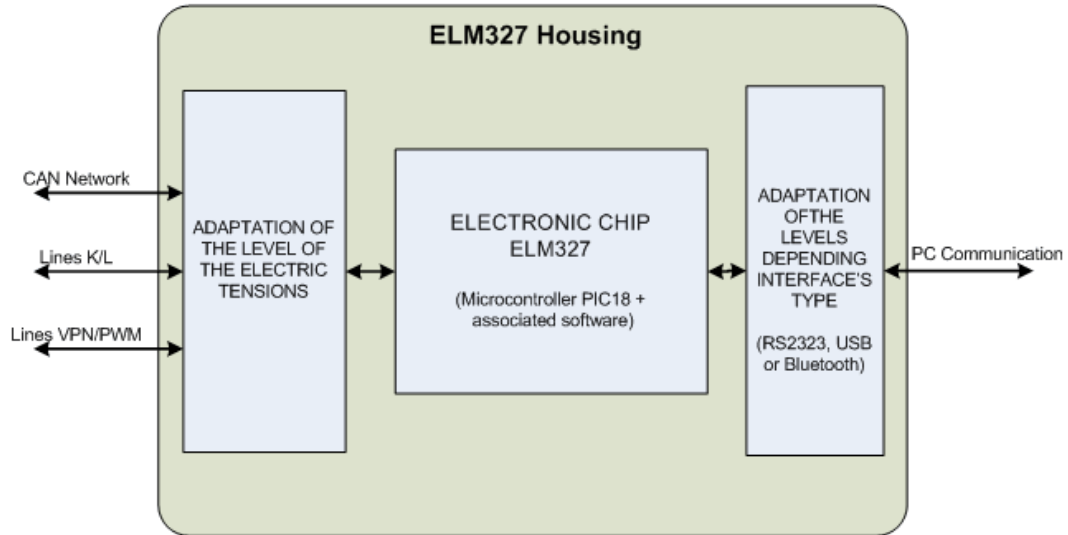 ELM327 Housing
CAN Network
Lines K/L
Lines VPN/PWM
ADAPTATION OF
THE LEVEL OF
THE ELECTRIC
TENSIONS
ELECTRONIC CHIP
ELM327
(Microcontroller PIC18 +
associated software)
ADAPTATION
OFTHE
LEVELS
DEPENDING
INTERFACE'S
TYPE
(RS2323, USB
or Bluetooth)
PC Communication